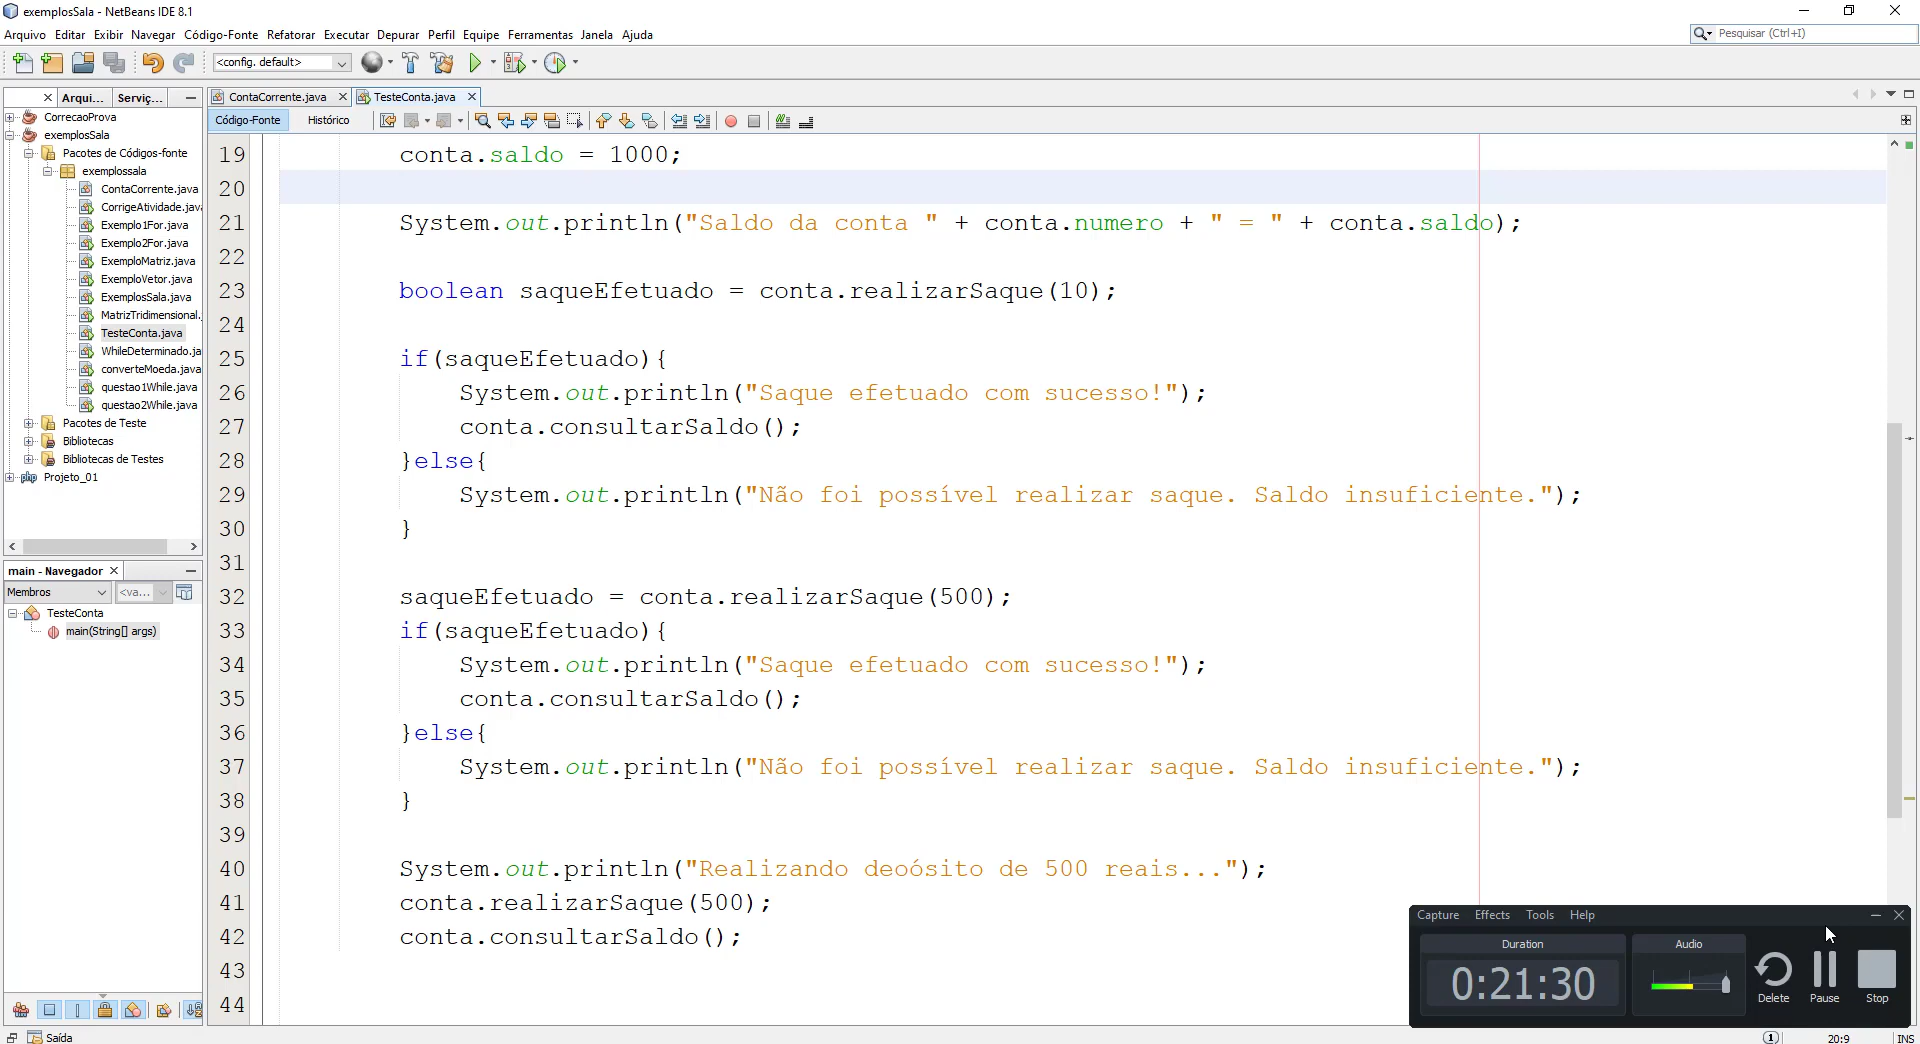 exemplosSala - NetBeans IDE 8.1
Arquivo Editar Exibir Navegar Código-Fonte Refatorar Executar Depurar Perfil Equipe Ferramentas Janela Ajuda
Pesquisar (Ctrl+I)
<config. default>
Arqui... Serviç...
ContaCorrente.java TesteConta.java
Código-Fonte Histórico
CorrecaoProva
exemplosSala
Pacotes de Códigos-fonte
exemplossala
ContaCorrente.java
CorrigeAtividade.java
Exemplo1For.java
Exemplo2For.java
ExemploMatriz.java
ExemploVetor.java
ExemplosSala.java
MatrizTridimensional.
TesteConta.java
WhileDeterminado.ja
converteMoeda.java
questao1While.java
questao2While.java
Pacotes de Teste
Bibliotecas
Bibliotecas de Testes
Projeto_01
main - Navegador
Membros <va...
TesteConta
main(String[] args)
19 conta.saldo = 1000;
20
21 System.out.println("Saldo da conta " + conta.numero + " = " + conta.saldo);
22
23 boolean saqueEfetuado = conta.realizarSaque(10);
24
25 if(saqueEfetuado){
26 System.out.println("Saque efetuado com sucesso!");
27 conta.consultarSaldo();
28 }else{
29 System.out.println("Não foi possível realizar saque. Saldo insuficiente.");
30 }
31
32 saqueEfetuado = conta.realizarSaque(500);
33 if(saqueEfetuado){
34 System.out.println("Saque efetuado com sucesso!");
35 conta.consultarSaldo();
36 }else{
37 System.out.println("Não foi possível realizar saque. Saldo insuficiente.");
38 }
39
40 System.out.println("Realizando deoósito de 500 reais...");
41 conta.realizarSaque(500);
42 conta.consultarSaldo();
43
44
Capture Effects Tools Help
Duration Audio
0:21:30
Delete Pause Stop
Saída
1 20:9 INS